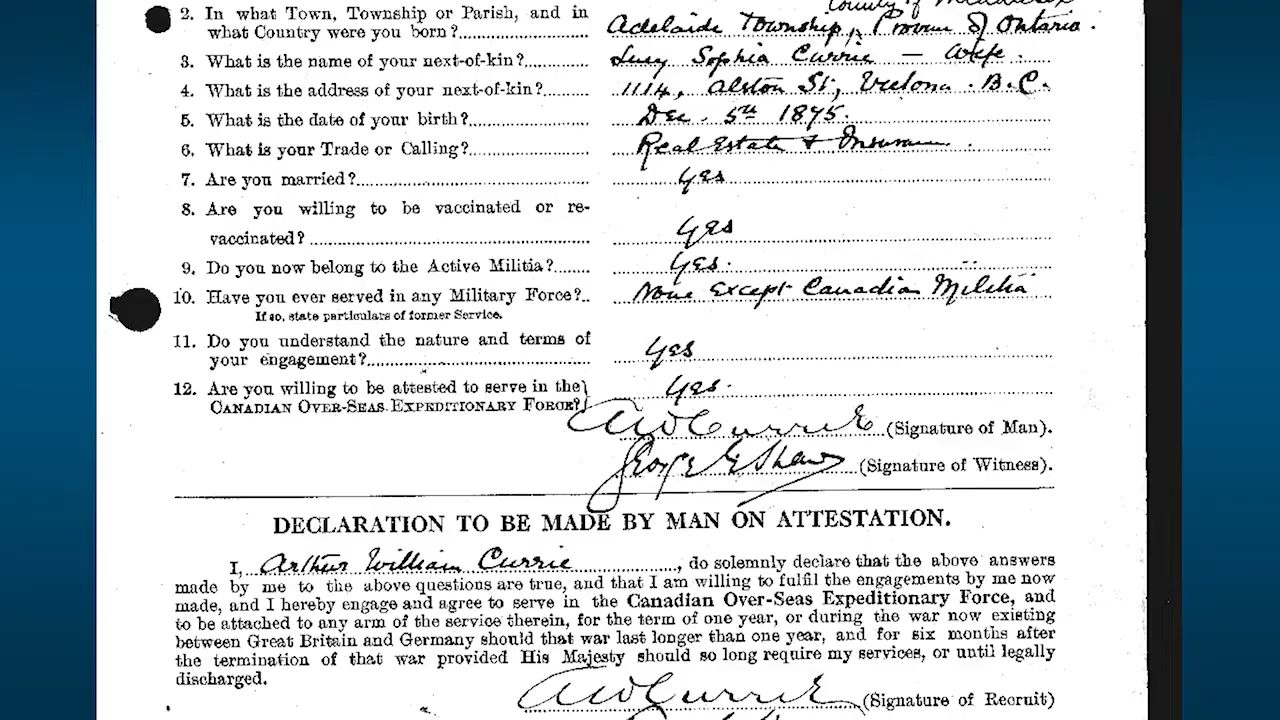 County of Middlesex
2. In what Town, Township or Parish, and in what Country were you born?
Adelaide Township, Province of Ontario.
3. What is the name of your next-of-kin?
Lucy Sophia Currie — Wife.
4. What is the address of your next-of-kin?
1114, Alston St, Victoria. B.C.
5. What is the date of your birth?
Dec. 5th 1875.
6. What is your Trade or Calling?
Real Estate & Insurance.
7. Are you married?
Yes
8. Are you willing to be vaccinated or re-
vaccinated?
Yes
9. Do you now belong to the Active Militia?
Yes.
10. Have you ever served in any Military Force?
None Except Canadian Militia
If so, state particulars of former Service.
11. Do you understand the nature and terms of
your engagement?
Yes
12. Are you willing to be attested to serve in the
CANADIAN OVER-SEAS EXPEDITIONARY FORCE?
Yes.
AW Currie (Signature of Man).
George E Shaw (Signature of Witness).
DECLARATION TO BE MADE BY MAN ON ATTESTATION.
I, Arthur William Currie, do solemnly declare that the above answers
made by me to the above questions are true, and that I am willing to fulfil the engagements by me now
made, and I hereby engage and agree to serve in the Canadian Over-Seas Expeditionary Force, and
to be attached to any arm of the service therein, for the term of one year, or during the war now existing
between Great Britain and Germany should that war last longer than one year, and for six months after
the termination of that war provided His Majesty should so long require my services, or until legally
discharged.
AW Currie (Signature of Recruit)